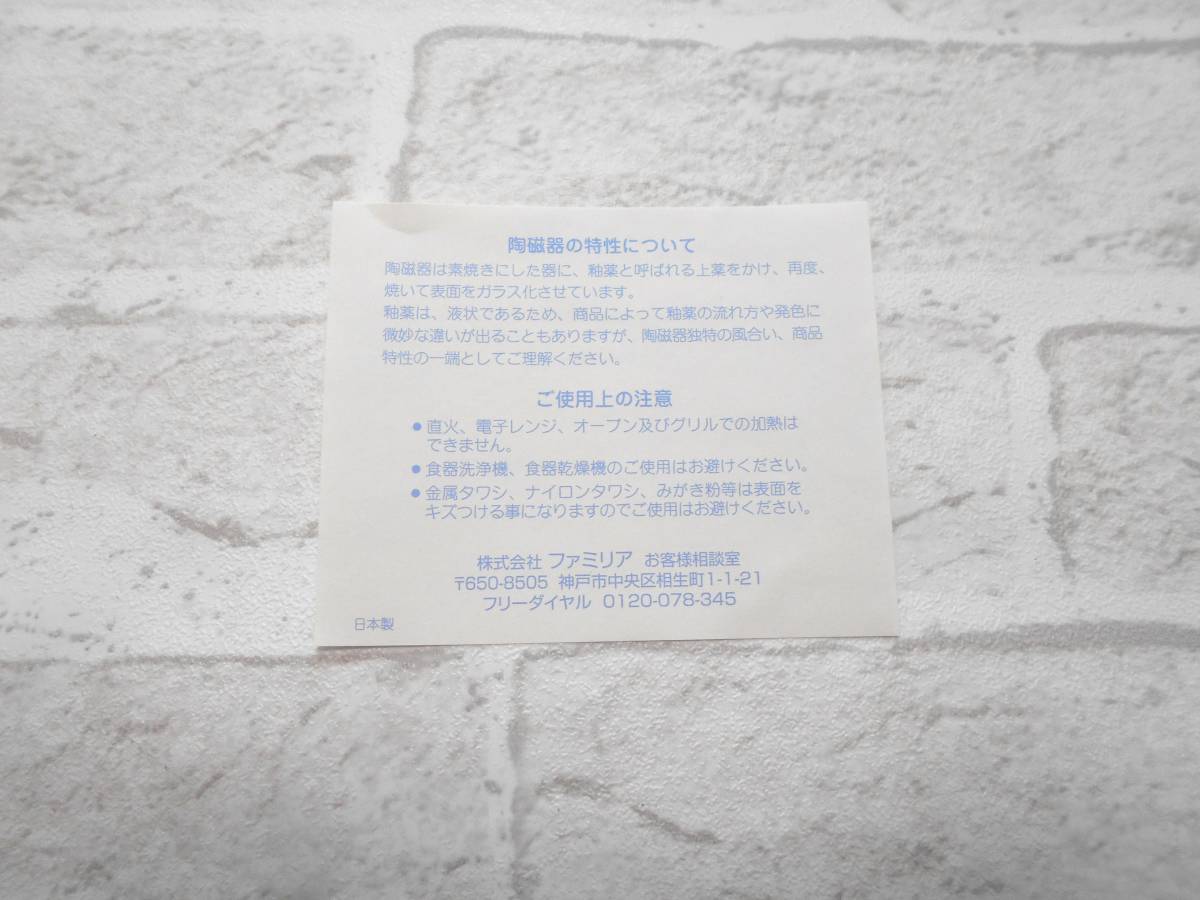 陶磁器の特性について
陶磁器は素焼きにした器に、釉薬と呼ばれる上薬をかけ、再度、
焼いて表面をガラス化させています。
釉薬は、液状であるため、商品によって釉薬の流れ方や発色に
微妙な違いが出ることもありますが、陶磁器独特の風合い、商品
特性の一端としてご理解ください。
ご使用上の注意
● 直火、電子レンジ、オーブン及びグリルでの加熱は
できません。
● 食器洗浄機、食器乾燥機のご使用はお避けください。
● 金属タワシ、ナイロンタワシ、みがき粉等は表面を
キズつける事になりますのでご使用はお避けください。
株式会社 ファミリア お客様相談室
〒650-8505 神戸市中央区相生町1-1-21
フリーダイヤル 0120-078-345
日本製